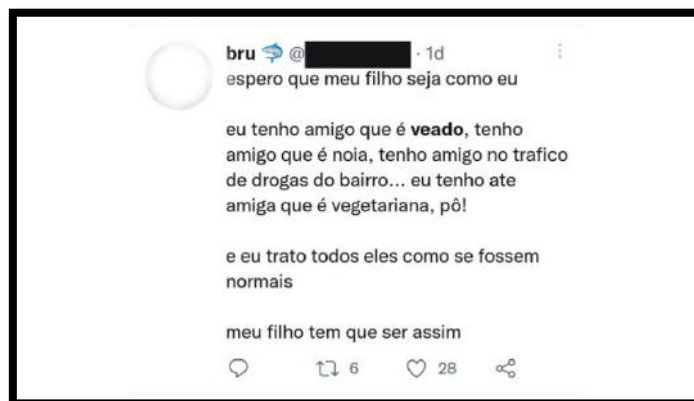 bru 🦈 @ · 1d
espero que meu filho seja como eu
eu tenho amigo que é veado, tenho
amigo que é noia, tenho amigo no trafico
de drogas do bairro... eu tenho ate
amiga que é vegetariana, pô!
e eu trato todos eles como se fossem
normais
meu filho tem que ser assim
6 28